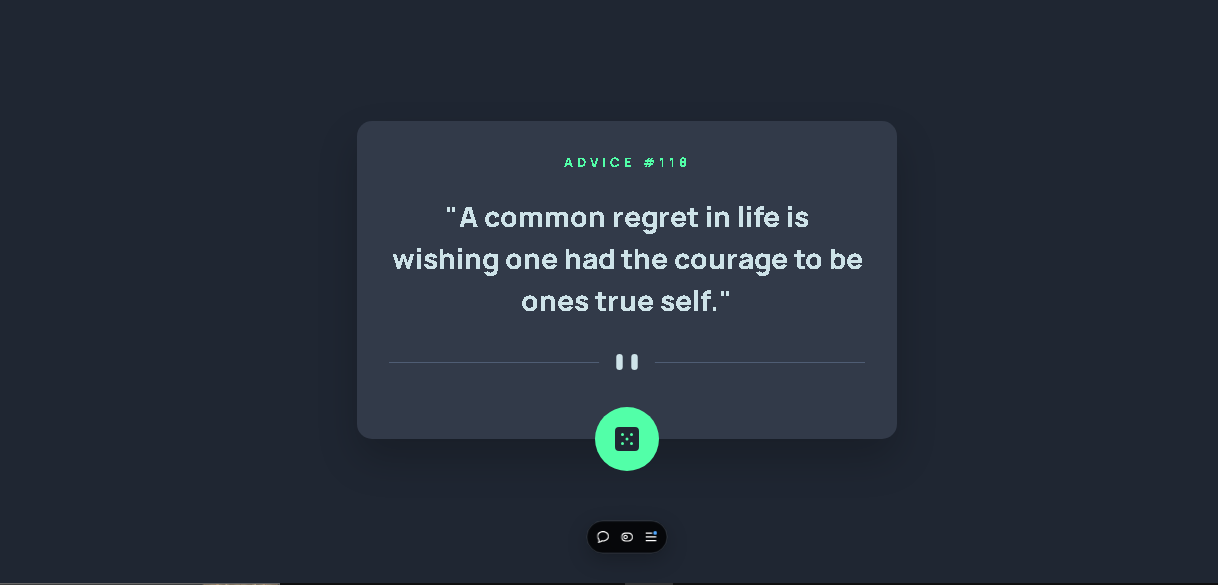 ADVICE #118
"A common regret in life is
wishing one had the courage to be
ones true self."